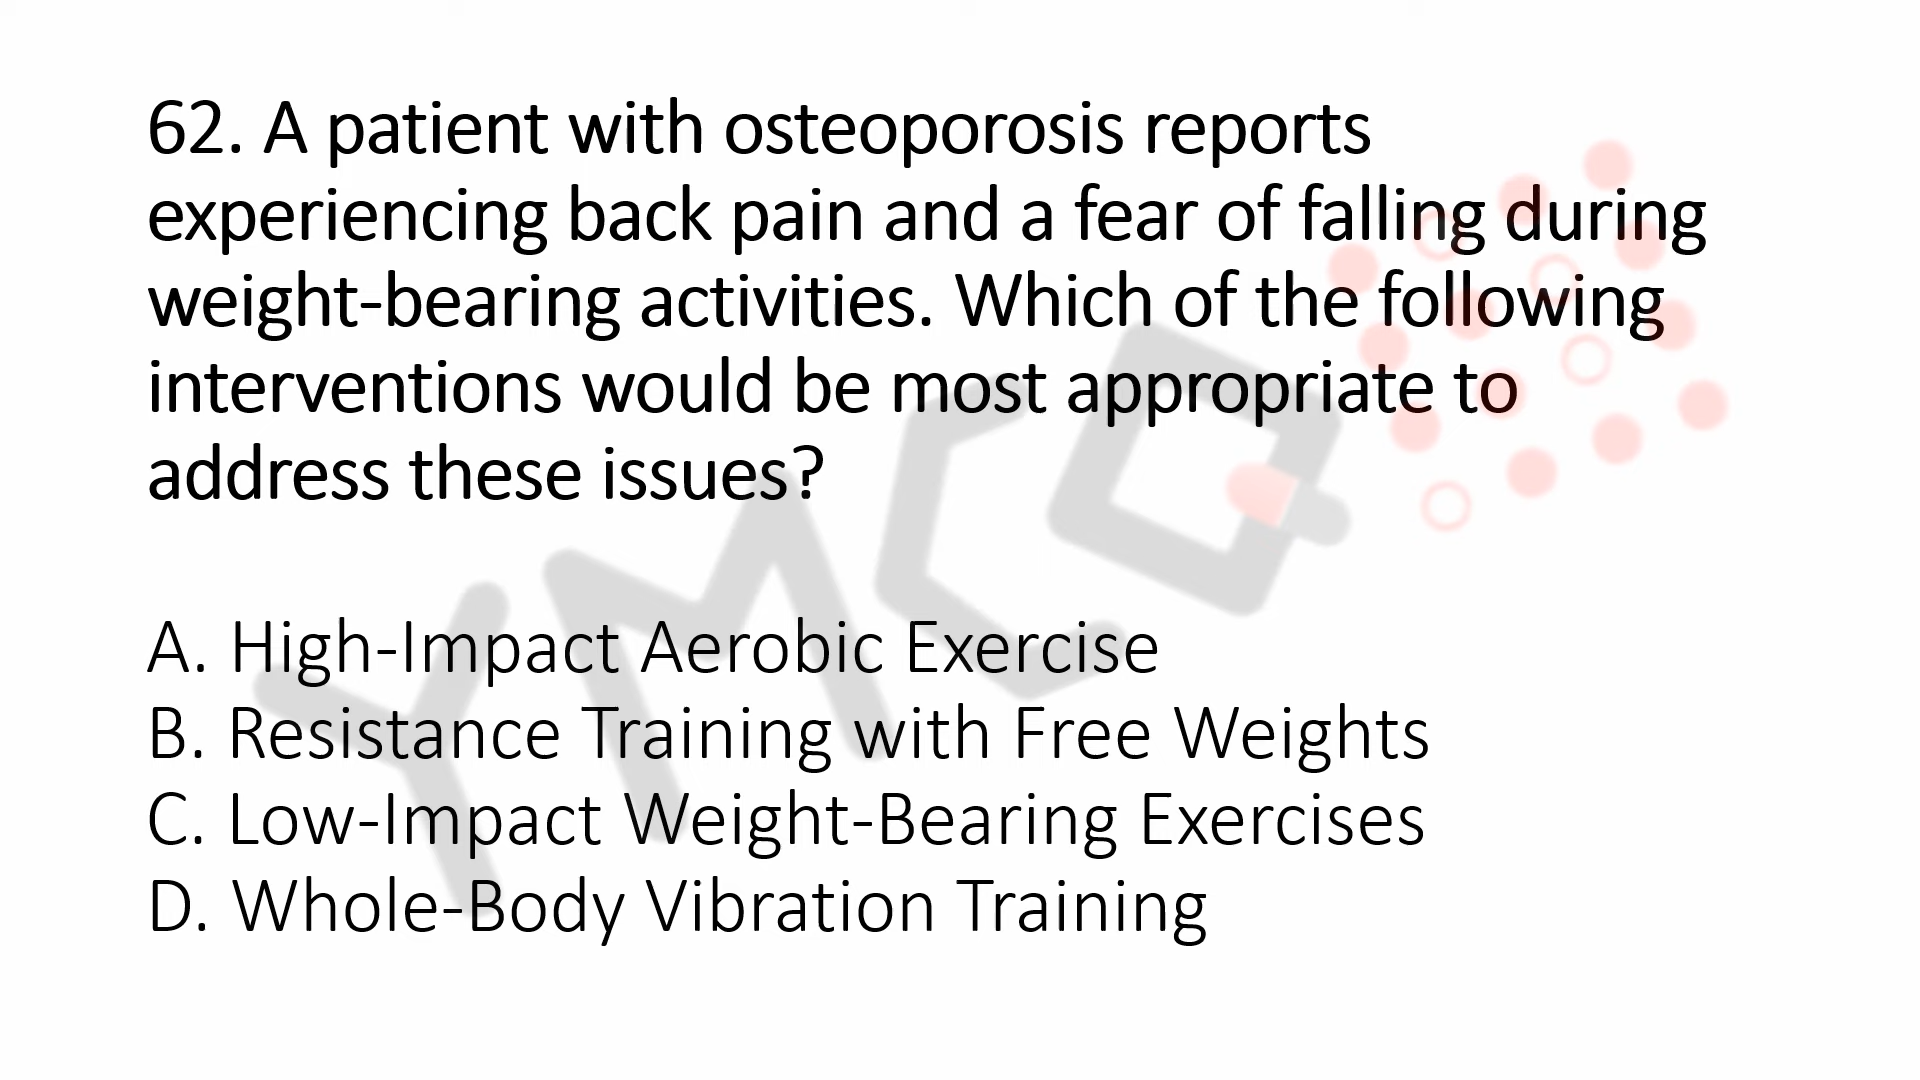 62. A patient with osteoporosis reports
experiencing back pain and a fear of falling during
weight-bearing activities. Which of the following
interventions would be most appropriate to
address these issues?
A. High-Impact Aerobic Exercise
B. Resistance Training with Free Weights
C. Low-Impact Weight-Bearing Exercises
D. Whole-Body Vibration Training
YMCQ